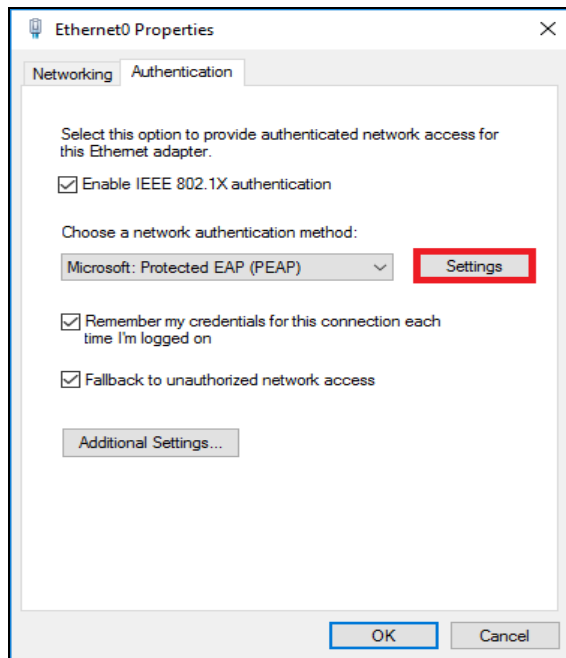 Ethernet0 Properties
Networking
Authentication
Select this option to provide authenticated network access for
this Ethernet adapter.
Enable IEEE 802.1X authentication
Choose a network authentication method:
Microsoft: Protected EAP (PEAP)
Settings
Remember my credentials for this connection each
time I'm logged on
Fallback to unauthorized network access
Additional Settings...
OK
Cancel